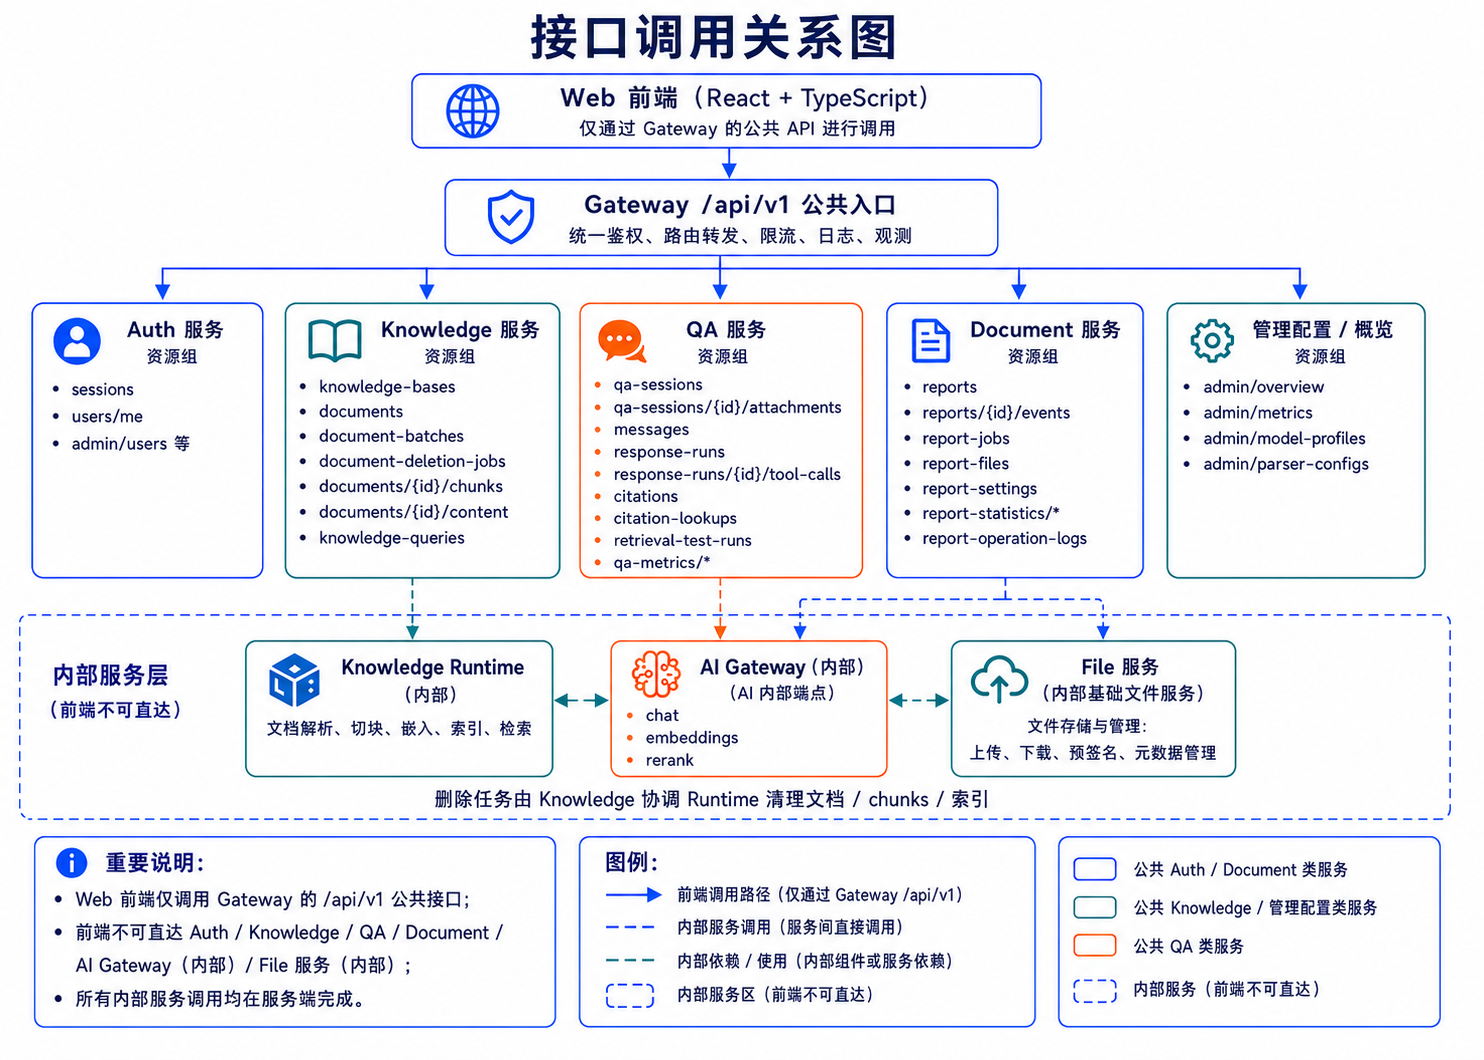 接口调用关系图
Web 前端（React + TypeScript）
仅通过 Gateway 的公共 API 进行调用
Gateway /api/v1 公共入口
统一鉴权、路由转发、限流、日志、观测
Auth 服务
资源组
• sessions
• users/me
• admin/users 等
Knowledge 服务
资源组
• knowledge-bases
• documents
• document-batches
• document-deletion-jobs
• documents/{id}/chunks
• documents/{id}/content
• knowledge-queries
QA 服务
资源组
• qa-sessions
• qa-sessions/{id}/attachments
• messages
• response-runs
• response-runs/{id}/tool-calls
• citations
• citation-lookups
• retrieval-test-runs
• qa-metrics/*
Document 服务
资源组
• reports
• reports/{id}/events
• report-jobs
• report-files
• report-settings
• report-statistics/*
• report-operation-logs
管理配置 / 概览
资源组
• admin/overview
• admin/metrics
• admin/model-profiles
• admin/parser-configs
内部服务层
（前端不可直达）
Knowledge Runtime
（内部）
文档解析、切块、嵌入、索引、检索
AI Gateway（内部）
（AI 内部端点）
• chat
• embeddings
• rerank
File 服务
（内部基础文件服务）
文件存储与管理：
上传、下载、预签名、元数据管理
删除任务由 Knowledge 协调 Runtime 清理文档 / chunks / 索引
重要说明：
• Web 前端仅调用 Gateway 的 /api/v1 公共接口；
• 前端不可直达 Auth / Knowledge / QA / Document /
AI Gateway（内部）/ File 服务（内部）；
• 所有内部服务调用均在服务端完成。
图例：
前端调用路径（仅通过 Gateway /api/v1）
内部服务调用（服务间直接调用）
内部依赖 / 使用（内部组件或服务依赖）
内部服务区（前端不可直达）
公共 Auth / Document 类服务
公共 Knowledge / 管理配置类服务
公共 QA 类服务
内部服务（前端不可直达）